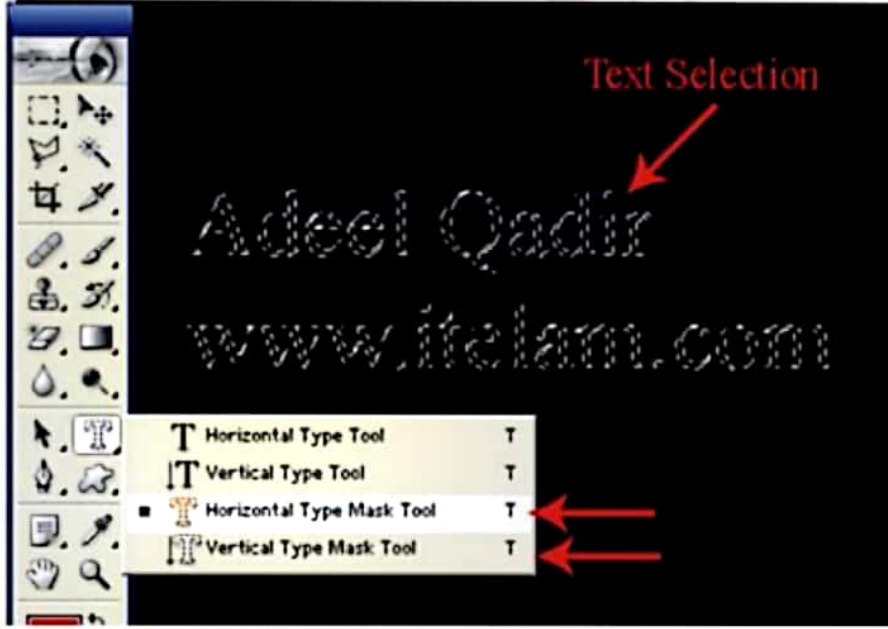 Text Selection
Adeel Qadir
www.itelam.com
Horizontal Type Tool T
Vertical Type Tool T
Horizontal Type Mask Tool T
Vertical Type Mask Tool T